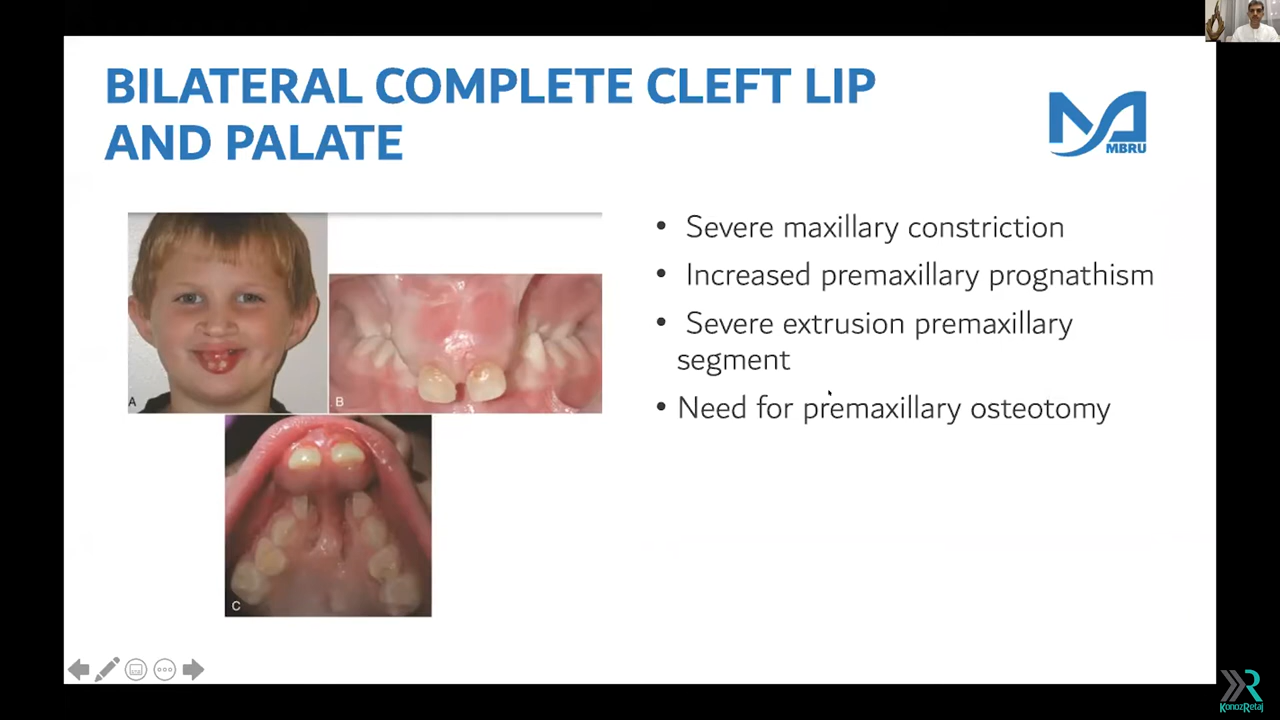 BILATERAL COMPLETE CLEFT LIP
AND PALATE
MBRU
• Severe maxillary constriction
• Increased premaxillary prognathism
• Severe extrusion premaxillary
segment
• Need for premaxillary osteotomy
A
B
C
KonozRetaj